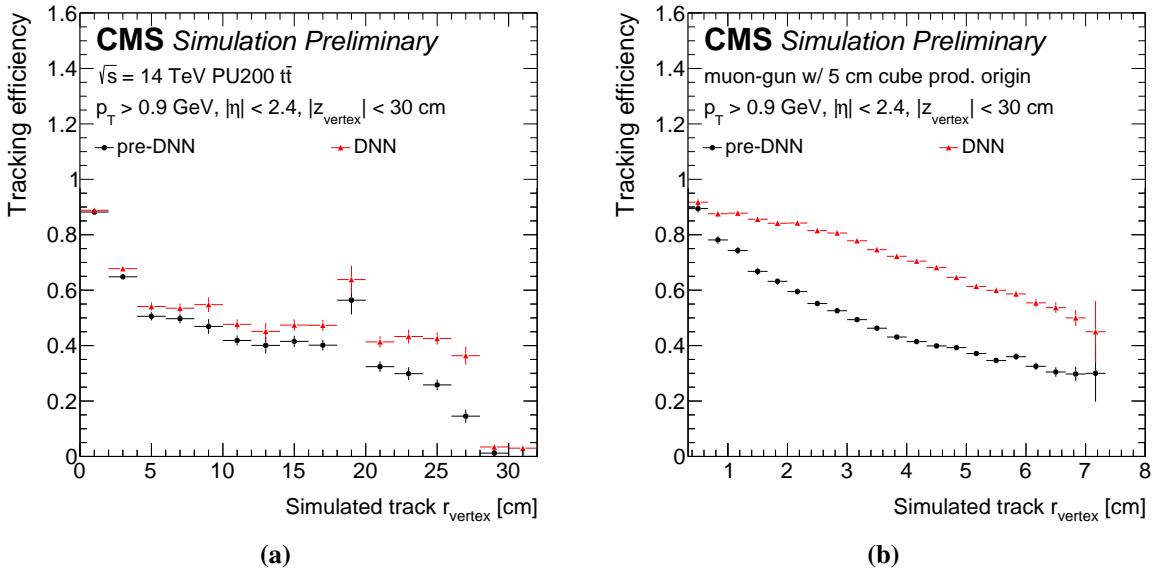 CMS Simulation Preliminary
√s = 14 TeV PU200 tt̄
p_T > 0.9 GeV, |η| < 2.4, |z_vertex| < 30 cm
pre-DNN DNN
Tracking efficiency
1.6
1.4
1.2
1
0.8
0.6
0.4
0.2
0
0 5 10 15 20 25 30
Simulated track r_vertex [cm]
(a)
CMS Simulation Preliminary
muon-gun w/ 5 cm cube prod. origin
p_T > 0.9 GeV, |η| < 2.4, |z_vertex| < 30 cm
pre-DNN DNN
Tracking efficiency
1.6
1.4
1.2
1
0.8
0.6
0.4
0.2
0
1 2 3 4 5 6 7 8
Simulated track r_vertex [cm]
(b)